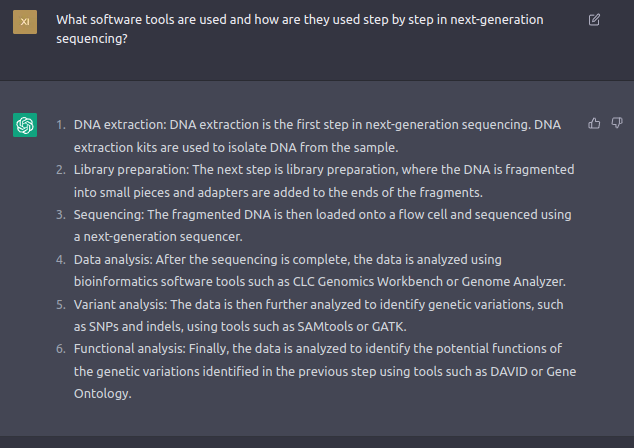 XI
What software tools are used and how are they used step by step in next-generation
sequencing?
1. DNA extraction: DNA extraction is the first step in next-generation sequencing. DNA
extraction kits are used to isolate DNA from the sample.
2. Library preparation: The next step is library preparation, where the DNA is fragmented
into small pieces and adapters are added to the ends of the fragments.
3. Sequencing: The fragmented DNA is then loaded onto a flow cell and sequenced using
a next-generation sequencer.
4. Data analysis: After the sequencing is complete, the data is analyzed using
bioinformatics software tools such as CLC Genomics Workbench or Genome Analyzer.
5. Variant analysis: The data is then further analyzed to identify genetic variations, such
as SNPs and indels, using tools such as SAMtools or GATK.
6. Functional analysis: Finally, the data is analyzed to identify the potential functions of
the genetic variations identified in the previous step using tools such as DAVID or Gene
Ontology.